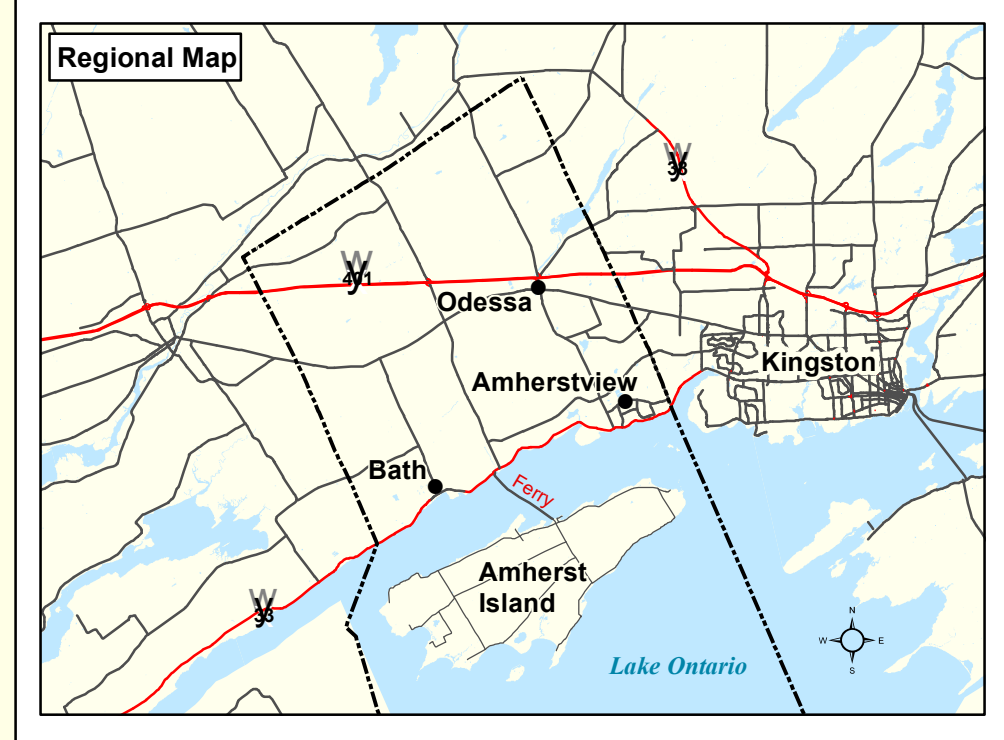 Regional Map
W
y
38
W
y
401
Odessa
Kingston
Amherstview
Bath
Ferry
Amherst
Island
W
y
33
N
W E
S
Lake Ontario